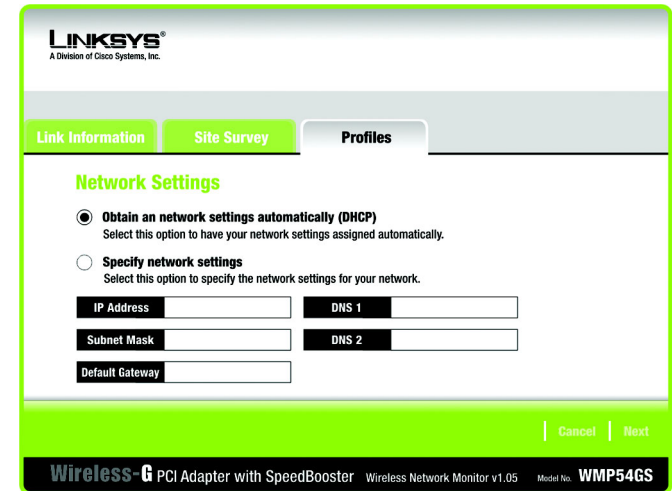 LINKSYS®
A Division of Cisco Systems, Inc.
Link Information
Site Survey
Profiles
Network Settings
Obtain an network settings automatically (DHCP)
Select this option to have your network settings assigned automatically.
Specify network settings
Select this option to specify the network settings for your network.
IP Address
DNS 1
Subnet Mask
DNS 2
Default Gateway
Cancel
Next
Wireless-G PCI Adapter with SpeedBooster Wireless Network Monitor v1.05 Model No. WMP54GS